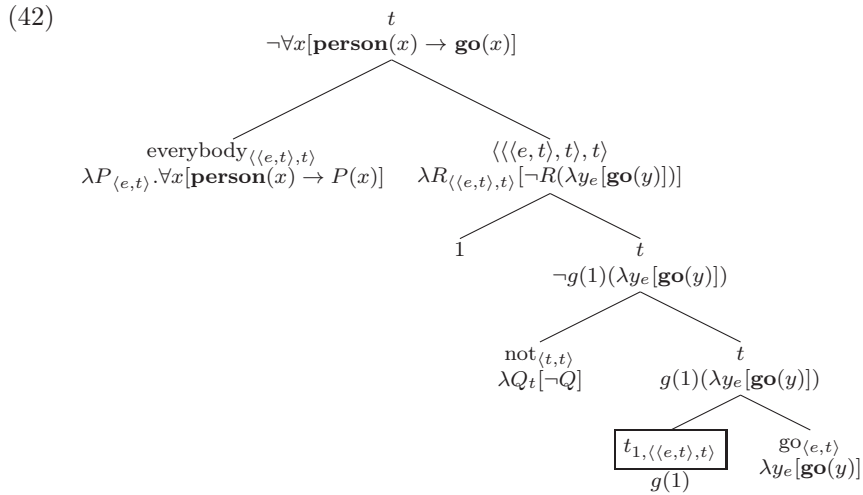 (42)
t
¬∀x[person(x) → go(x)]
everybody⟨⟨e,t⟩,t⟩ ⟨⟨⟨e,t⟩,t⟩,t⟩
λP⟨e,t⟩.∀x[person(x) → P(x)] λR⟨⟨e,t⟩,t⟩[¬R(λyₑ[go(y)])]
1 t
¬g(1)(λyₑ[go(y)])
not⟨t,t⟩ t
λQₜ[¬Q] g(1)(λyₑ[go(y)])
t₁,⟨⟨e,t⟩,t⟩ go⟨e,t⟩
g(1) λyₑ[go(y)]